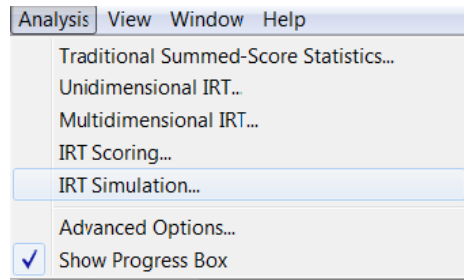 Analysis View Window Help
Traditional Summed-Score Statistics...
Unidimensional IRT...
Multidimensional IRT...
IRT Scoring...
IRT Simulation...
Advanced Options...
Show Progress Box